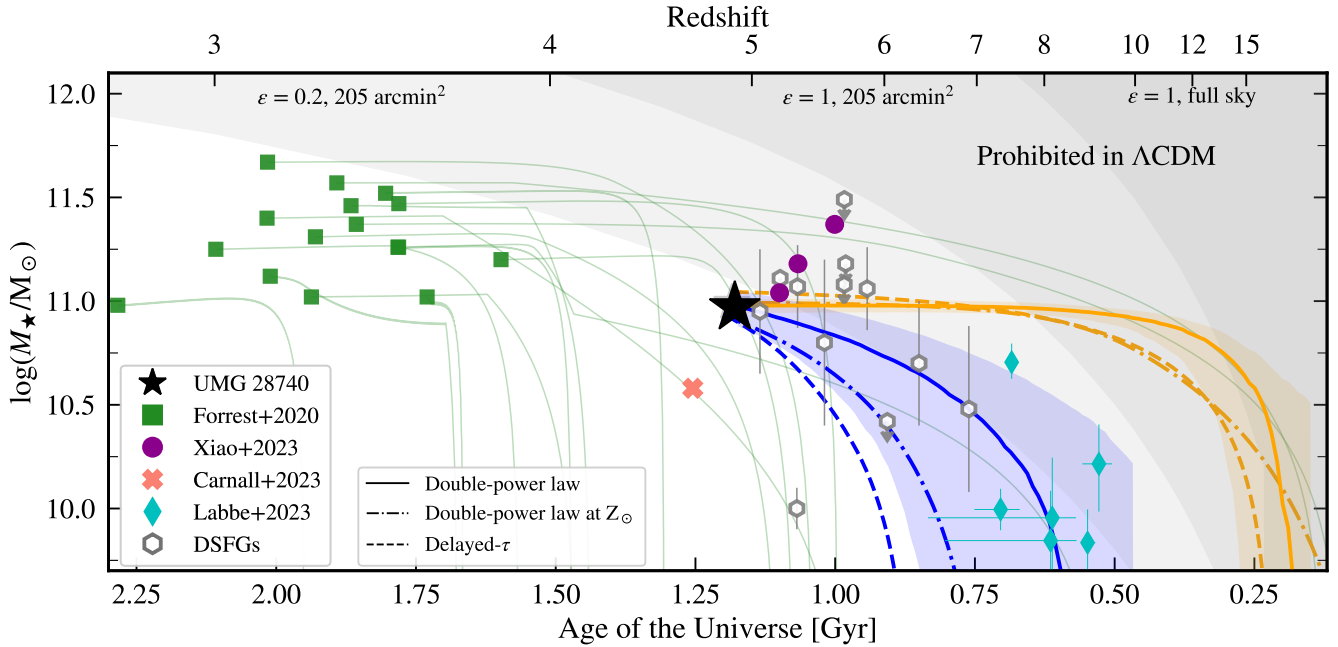 Redshift
3 4 5 6 7 8 10 12 15
ε = 0.2, 205 arcmin²
ε = 1, 205 arcmin²
ε = 1, full sky
Prohibited in ΛCDM
12.0
11.5
11.0
10.5
10.0
log(M★/M⊙)
UMG 28740
Forrest+2020
Xiao+2023
Carnall+2023
Labbe+2023
DSFGs
Double-power law
Double-power law at Z⊙
Delayed-τ
2.25 2.00 1.75 1.50 1.25 1.00 0.75 0.50 0.25
Age of the Universe [Gyr]